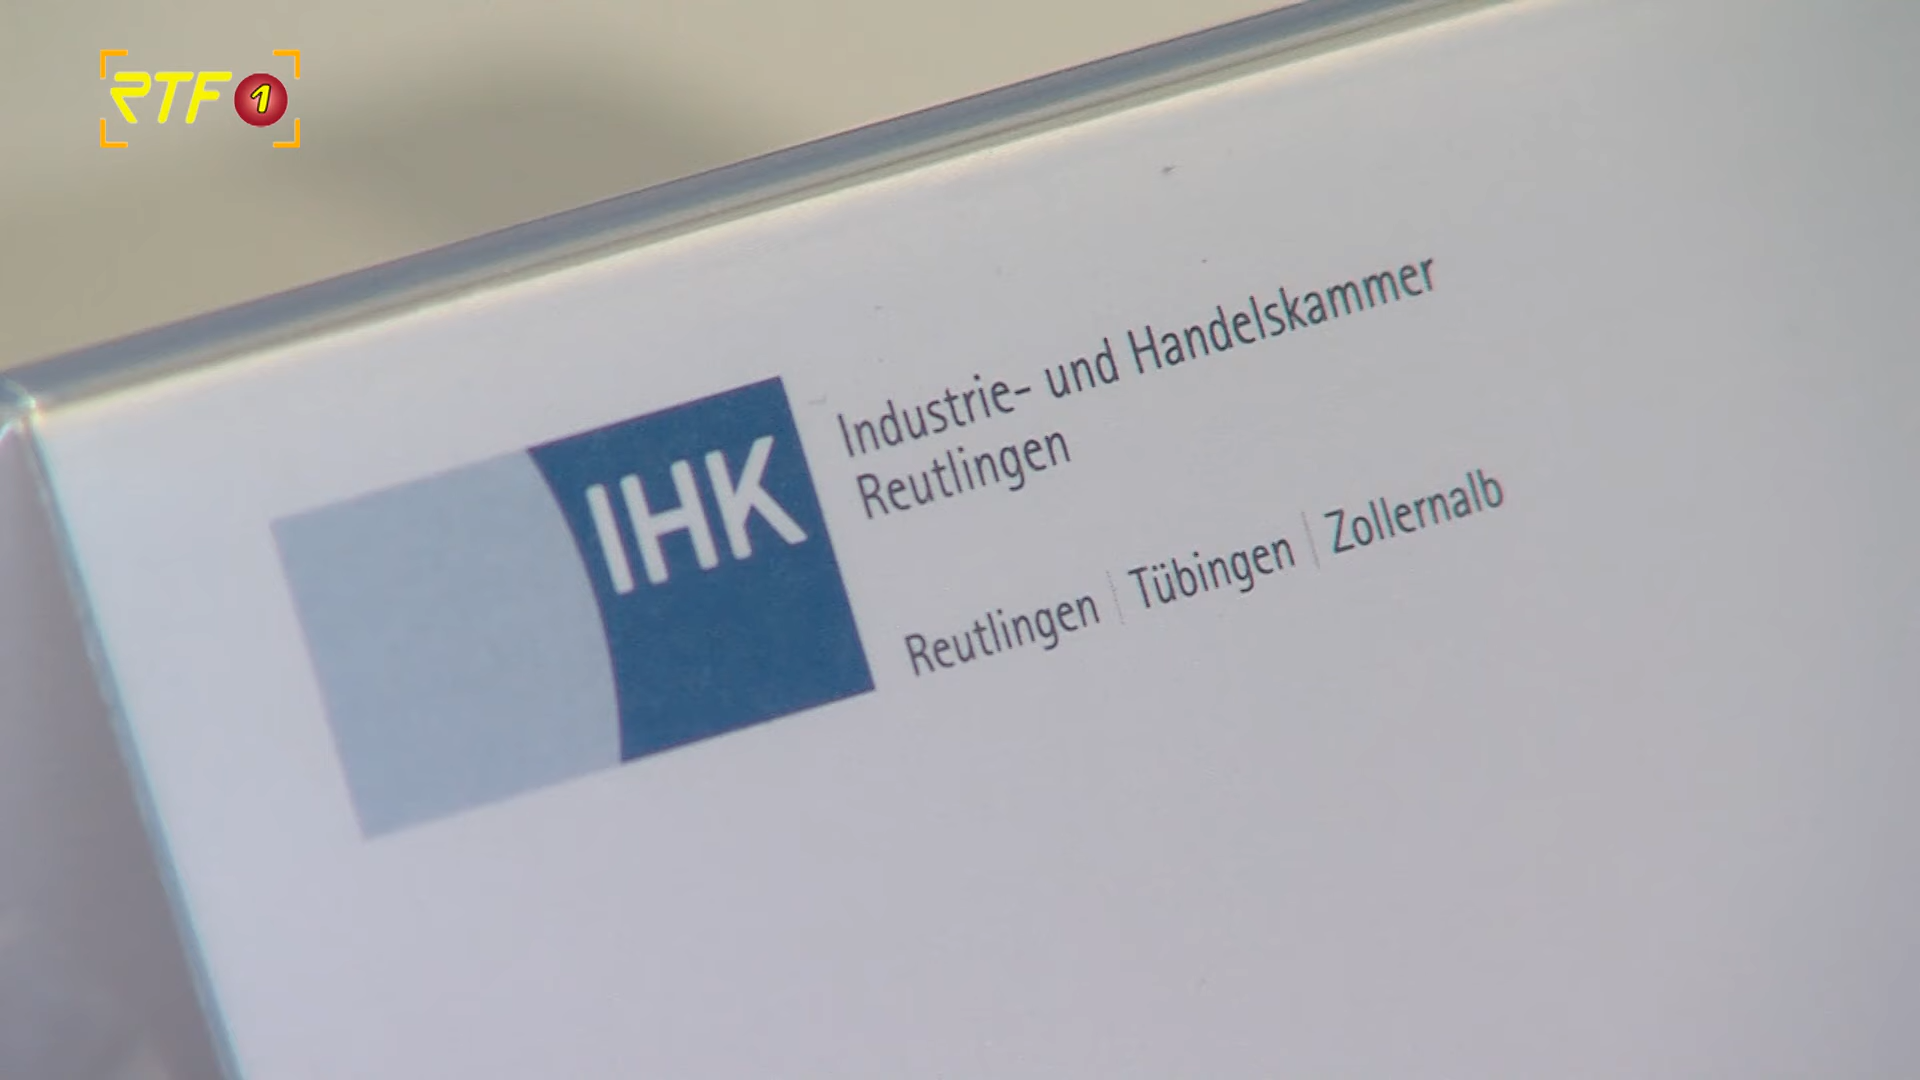 RTF 1
IHK
Industrie- und Handelskammer
Reutlingen
Reutlingen | Tübingen | Zollernalb